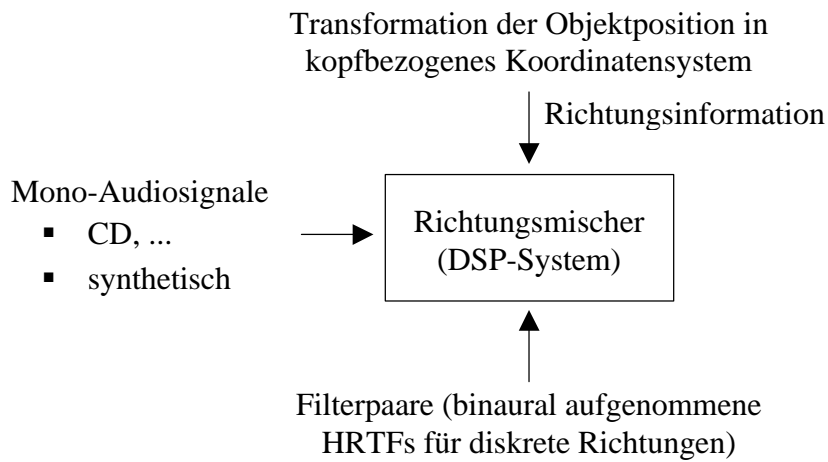 Transformation der Objektposition in
kopfbezogenes Koordinatensystem
Richtungsinformation
Mono-Audiosignale
▪ CD, ...
▪ synthetisch
Richtungsmischer
(DSP-System)
Filterpaare (binaural aufgenommene
HRTFs für diskrete Richtungen)